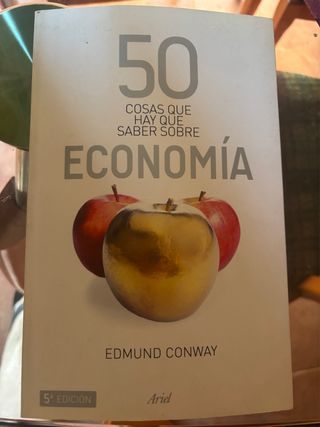 50
COSAS QUE
HAY QUE
SABER SOBRE
ECONOMÍA
EDMUND CONWAY
5ª EDICIÓN
Ariel